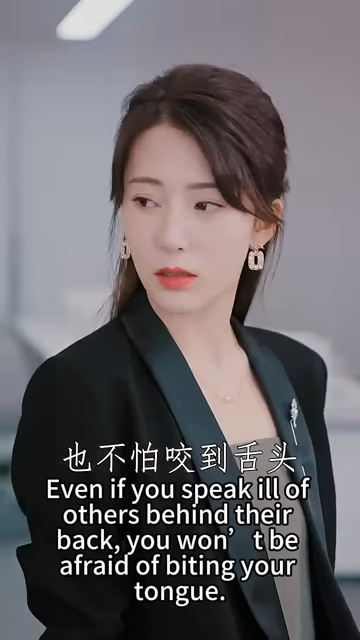 也不怕咬到舌头
Even if you speak ill of
others behind their
back, you won’t be
afraid of biting your
tongue.